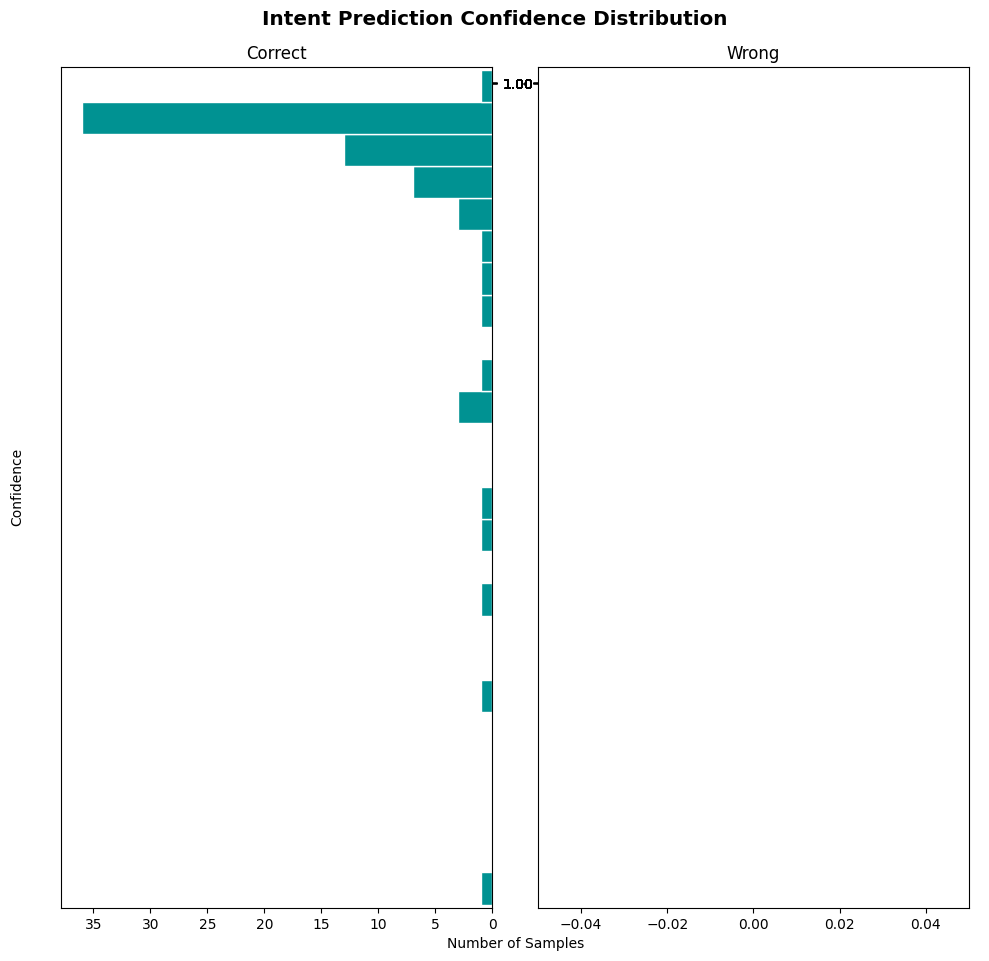 Intent Prediction Confidence Distribution
Correct
Wrong
1.00
Confidence
35 30 25 20 15 10 5 0
−0.04 −0.02 0.00 0.02 0.04
Number of Samples